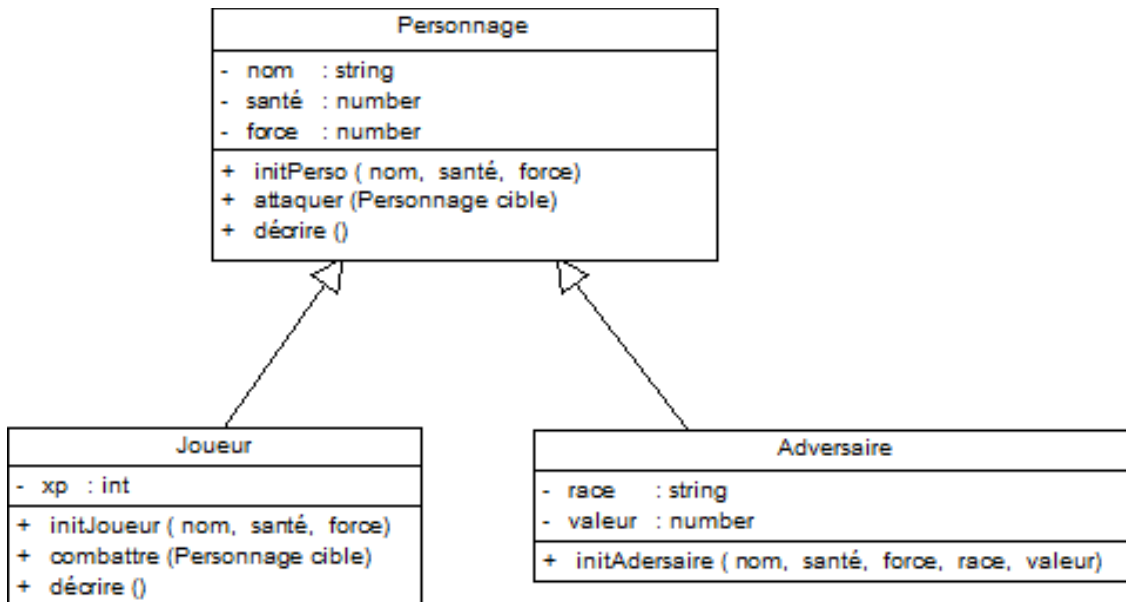 Personnage
- nom : string
- santé : number
- force : number
+ initPerso ( nom, santé, force)
+ attaquer (Personnage cible)
+ décrire ()
Joueur
- xp : int
+ initJoueur ( nom, santé, force)
+ combattre (Personnage cible)
+ décrire ()
Adversaire
- race : string
- valeur : number
+ initAdersaire ( nom, santé, force, race, valeur)